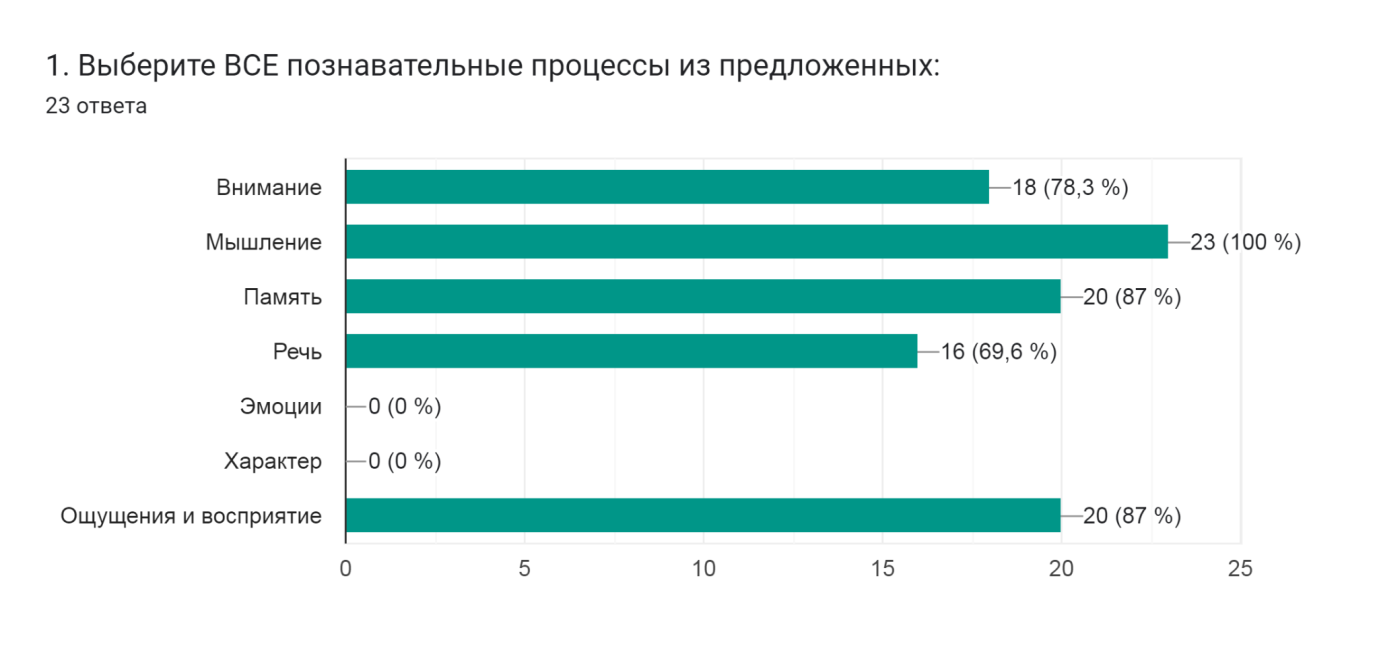 1. Выберите ВСЕ познавательные процессы из предложенных:
23 ответа
Внимание 18 (78,3 %)
Мышление 23 (100 %)
Память 20 (87 %)
Речь 16 (69,6 %)
Эмоции 0 (0 %)
Характер 0 (0 %)
Ощущения и восприятие 20 (87 %)
0 5 10 15 20 25